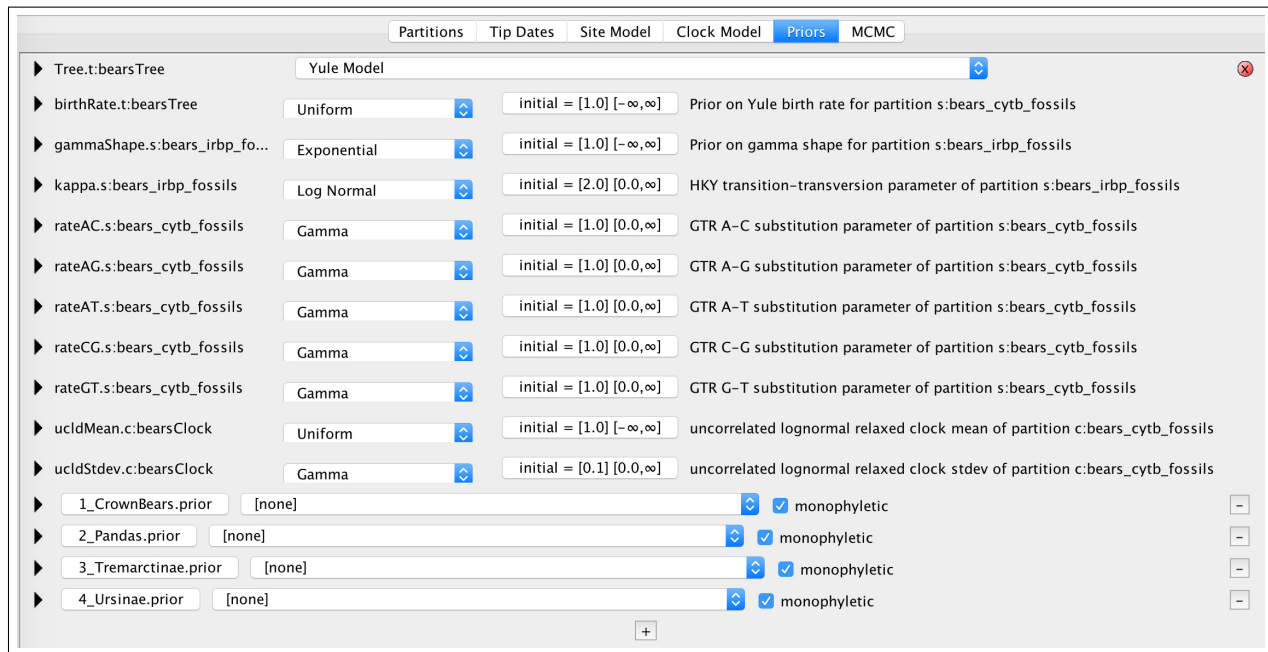 Partitions Tip Dates Site Model Clock Model Priors MCMC
Tree.t:bearsTree Yule Model
birthRate.t:bearsTree Uniform initial = [1.0] [-∞,∞] Prior on Yule birth rate for partition s:bears_cytb_fossils
gammaShape.s:bears_irbp_fo... Exponential initial = [1.0] [-∞,∞] Prior on gamma shape for partition s:bears_irbp_fossils
kappa.s:bears_irbp_fossils Log Normal initial = [2.0] [0.0,∞] HKY transition-transversion parameter of partition s:bears_irbp_fossils
rateAC.s:bears_cytb_fossils Gamma initial = [1.0] [0.0,∞] GTR A-C substitution parameter of partition s:bears_cytb_fossils
rateAG.s:bears_cytb_fossils Gamma initial = [1.0] [0.0,∞] GTR A-G substitution parameter of partition s:bears_cytb_fossils
rateAT.s:bears_cytb_fossils Gamma initial = [1.0] [0.0,∞] GTR A-T substitution parameter of partition s:bears_cytb_fossils
rateCG.s:bears_cytb_fossils Gamma initial = [1.0] [0.0,∞] GTR C-G substitution parameter of partition s:bears_cytb_fossils
rateGT.s:bears_cytb_fossils Gamma initial = [1.0] [0.0,∞] GTR G-T substitution parameter of partition s:bears_cytb_fossils
ucldMean.c:bearsClock Uniform initial = [1.0] [-∞,∞] uncorrelated lognormal relaxed clock mean of partition c:bears_cytb_fossils
ucldStdev.c:bearsClock Gamma initial = [0.1] [0.0,∞] uncorrelated lognormal relaxed clock stdev of partition c:bears_cytb_fossils
1_CrownBears.prior [none] monophyletic -
2_Pandas.prior [none] monophyletic -
3_Tremarctinae.prior [none] monophyletic -
4_Ursinae.prior [none] monophyletic -
+